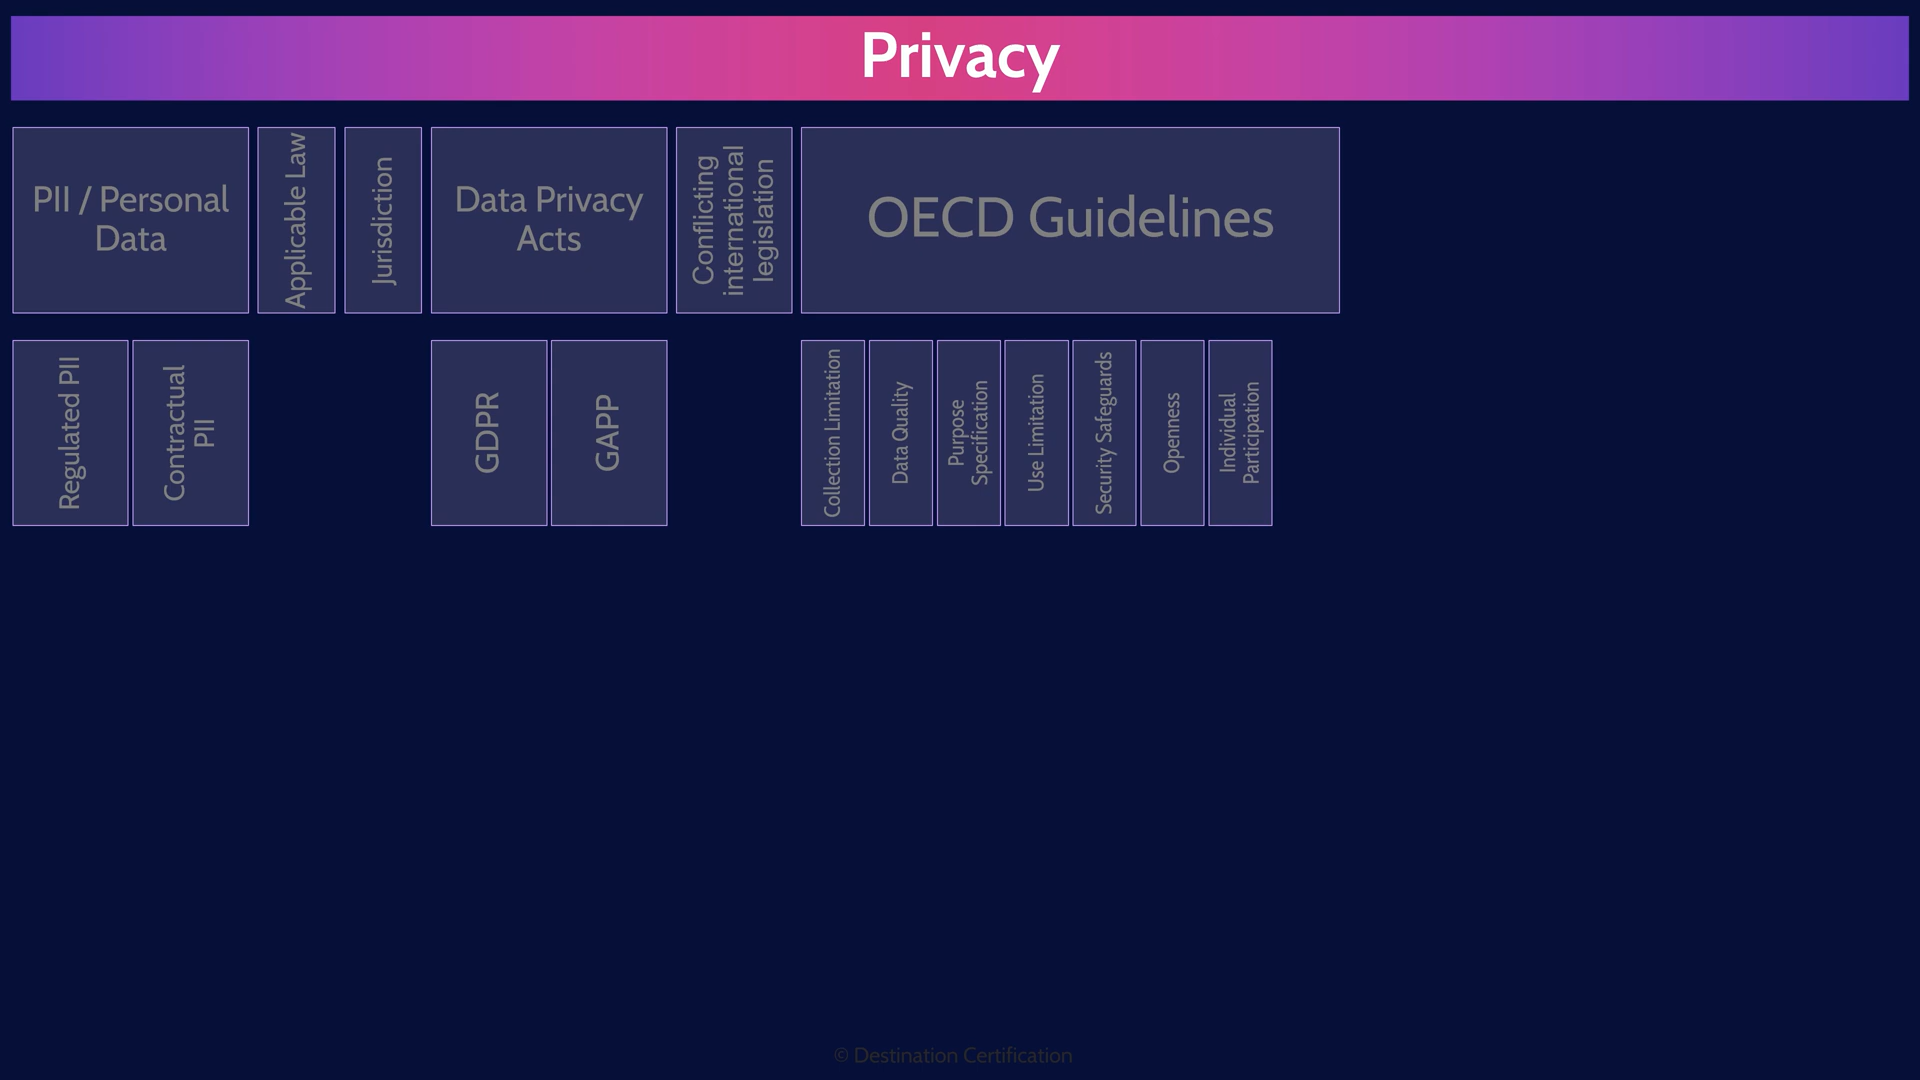 Privacy
PII / Personal
Data
Applicable Law
Jurisdiction
Data Privacy
Acts
Conflicting
international
legislation
OECD Guidelines
Regulated PII
Contractual
PII
GDPR
GAPP
Collection Limitation
Data Quality
Purpose
Specification
Use Limitation
Security Safeguards
Openness
Individual
Participation
© Destination Certification